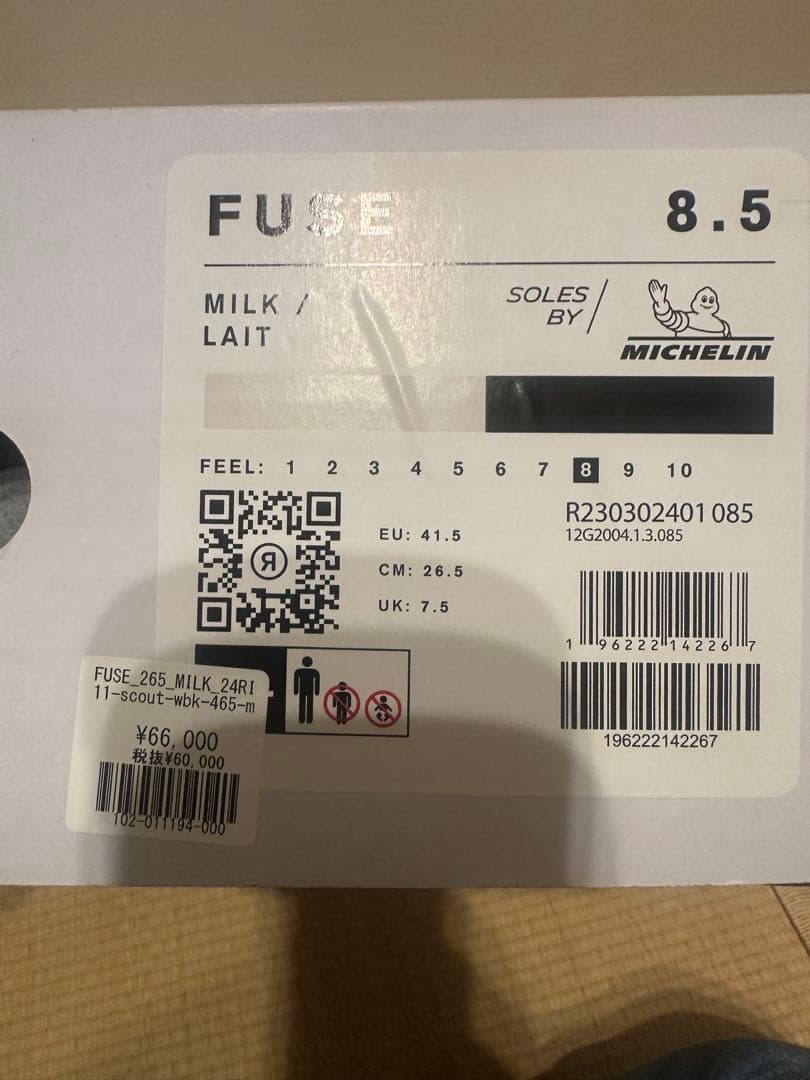 FUSE
8.5
MILK /
LAIT
SOLES
BY
MICHELIN
FEEL: 1 2 3 4 5 6 7 8 9 10
EU: 41.5
CM: 26.5
UK: 7.5
R230302401 085
12G2004.1.3.085
1 96222 14226 7
196222142267
FUSE_265_MILK_24RI
11-scout-wbk-465-m
¥66,000
税抜¥60,000
102-011194-000